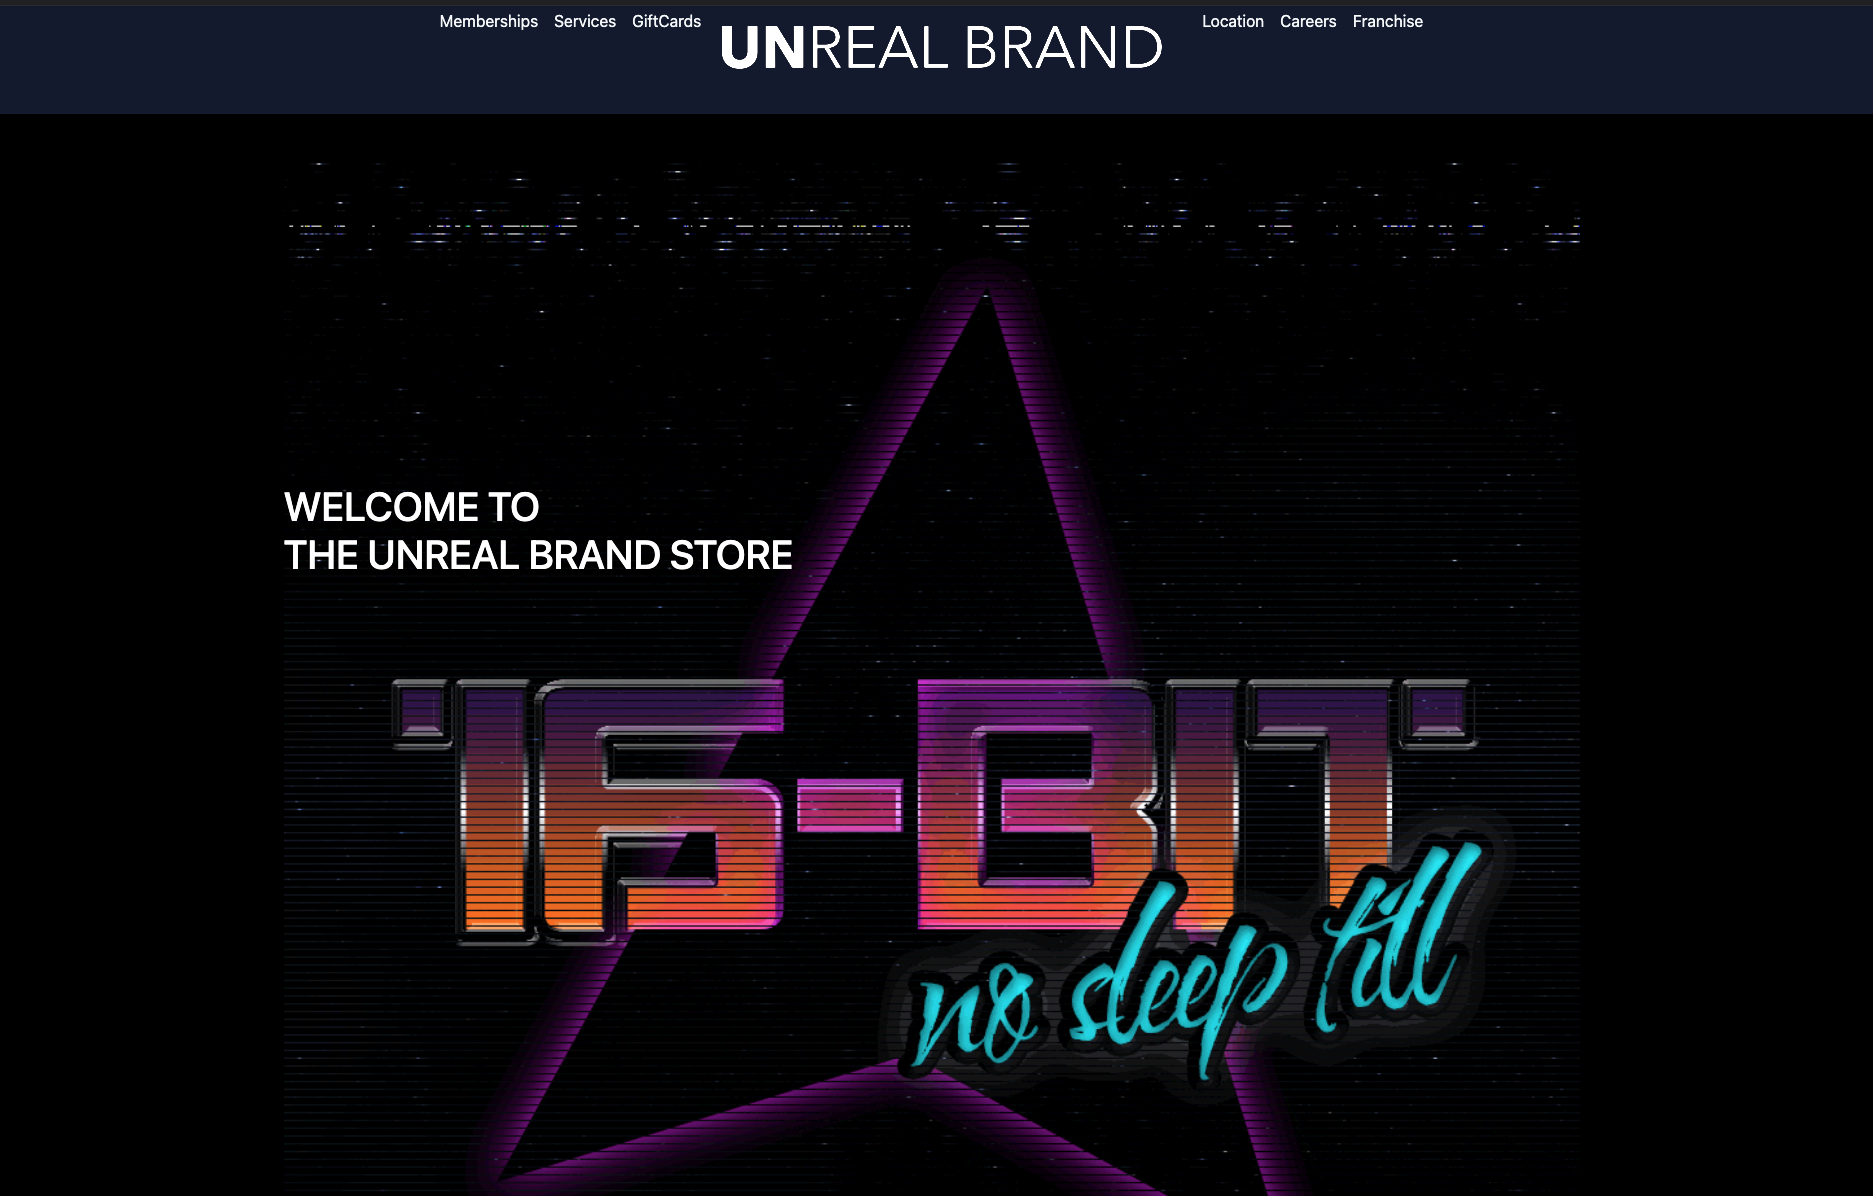 Memberships Services GiftCards UNREAL BRAND Location Careers Franchise
WELCOME TO
THE UNREAL BRAND STORE
'16-BIT'
no sleep till